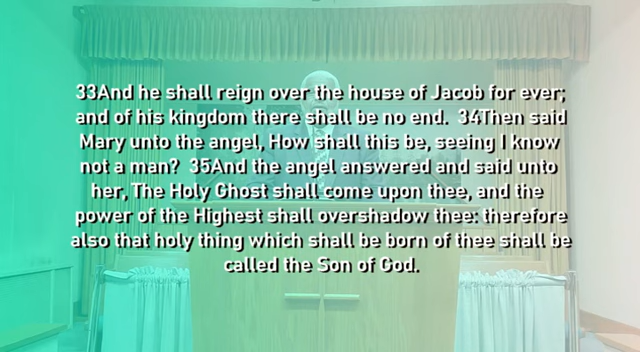 33And he shall reign over the house of Jacob for ever;
and of his kingdom there shall be no end.  34Then said
Mary unto the angel, How shall this be, seeing I know
not a man?  35And the angel answered and said unto
her, The Holy Ghost shall come upon thee, and the
power of the Highest shall overshadow thee: therefore
also that holy thing which shall be born of thee shall be
called the Son of God.